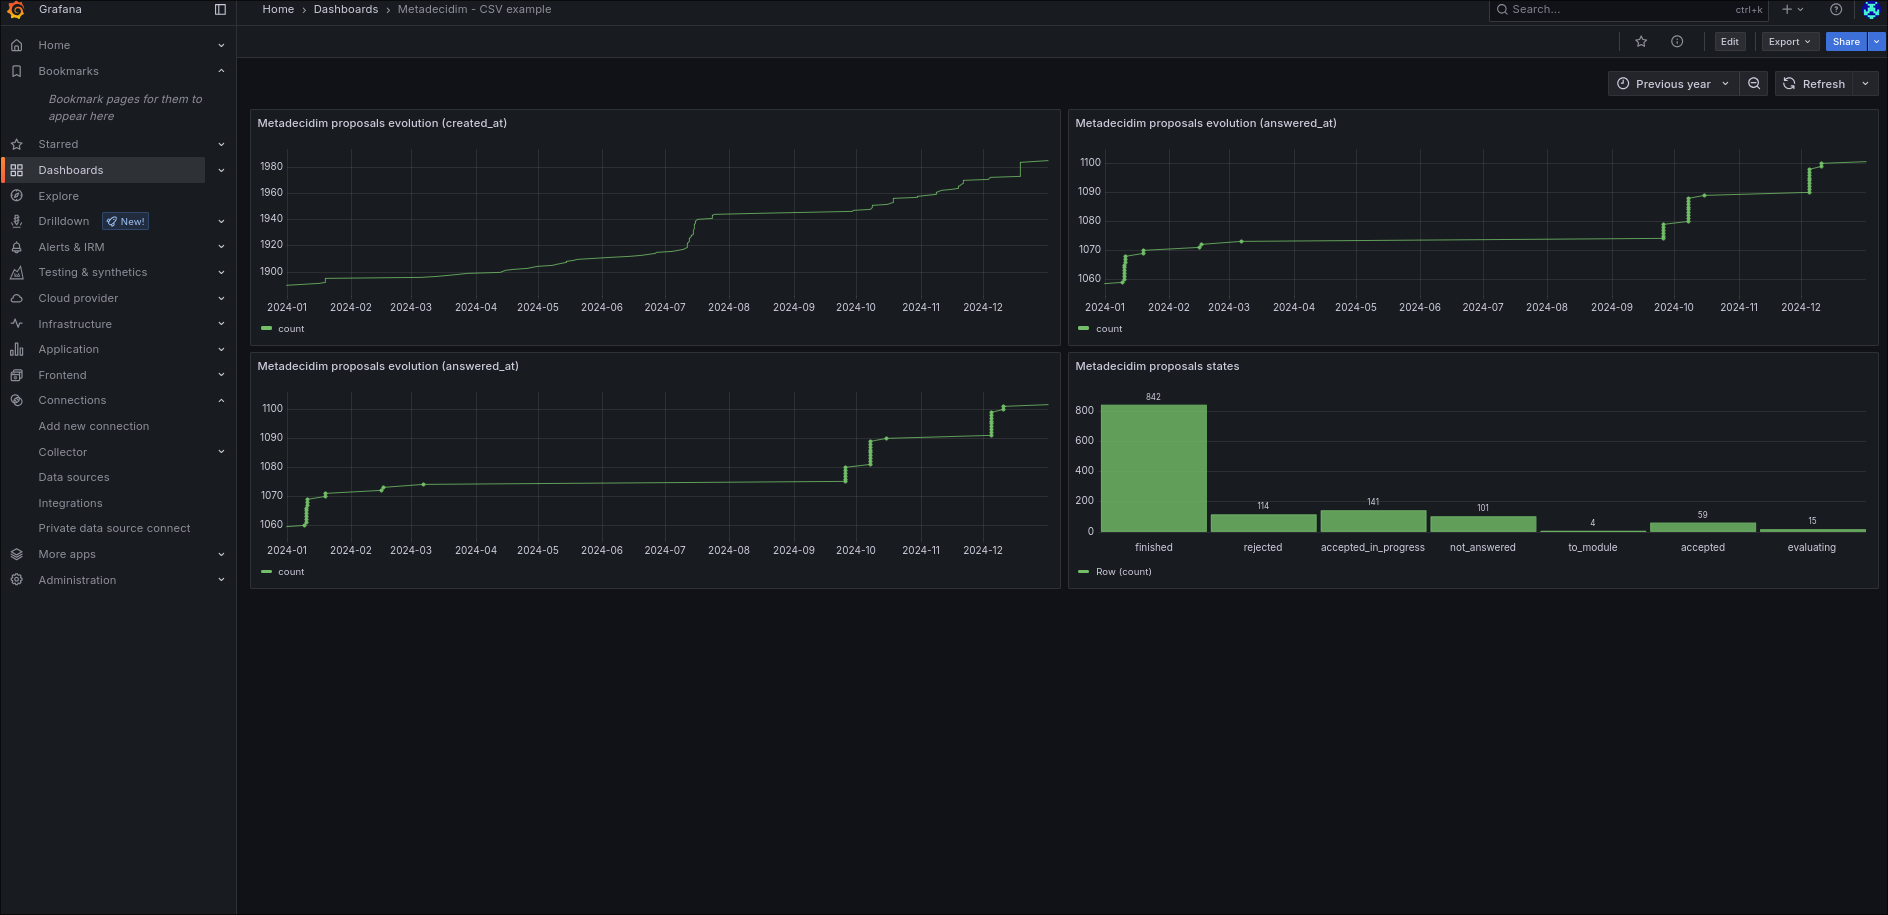 Grafana
Home › Dashboards › Metadecidim - CSV example
Search...
ctrl+k
Edit
Export
Share
Home
Bookmarks
Bookmark pages for them to
appear here
Starred
Dashboards
Explore
Drilldown New!
Alerts & IRM
Testing & synthetics
Cloud provider
Infrastructure
Application
Frontend
Connections
Add new connection
Collector
Data sources
Integrations
Private data source connect
More apps
Administration
Previous year
Refresh
Metadecidim proposals evolution (created_at)
1980
1960
1940
1920
1900
2024-01 2024-02 2024-03 2024-04 2024-05 2024-06 2024-07 2024-08 2024-09 2024-10 2024-11 2024-12
count
Metadecidim proposals evolution (answered_at)
1100
1090
1080
1070
1060
2024-01 2024-02 2024-03 2024-04 2024-05 2024-06 2024-07 2024-08 2024-09 2024-10 2024-11 2024-12
count
Metadecidim proposals evolution (answered_at)
1100
1090
1080
1070
1060
2024-01 2024-02 2024-03 2024-04 2024-05 2024-06 2024-07 2024-08 2024-09 2024-10 2024-11 2024-12
count
Metadecidim proposals states
800
600
400
200
0
842 114 141 101 4 59 15
finished rejected accepted_in_progress not_answered to_module accepted evaluating
Row (count)